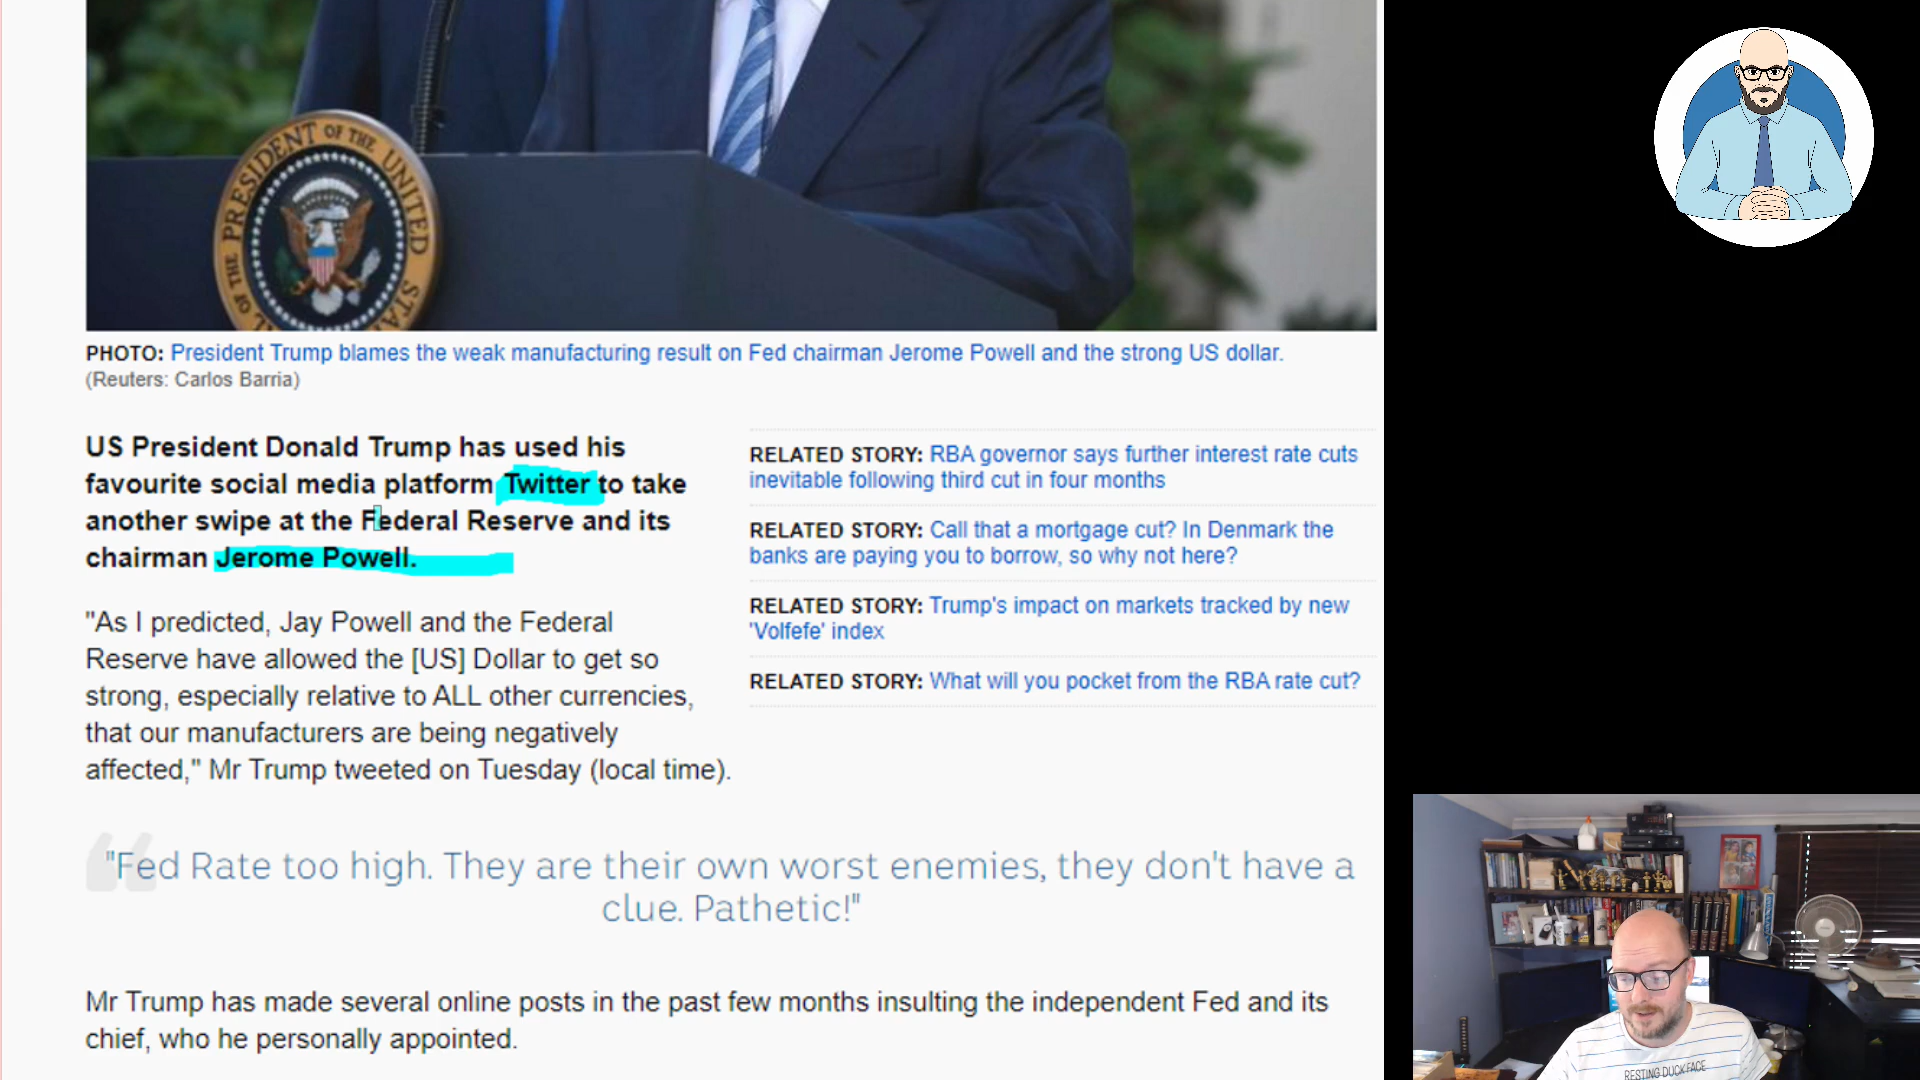 PRESIDENT OF THE UNITED STAT
OF THE
AL
PHOTO: President Trump blames the weak manufacturing result on Fed chairman Jerome Powell and the strong US dollar.
(Reuters: Carlos Barria)
US President Donald Trump has used his
favourite social media platform Twitter to take
another swipe at the Federal Reserve and its
chairman Jerome Powell.
"As I predicted, Jay Powell and the Federal
Reserve have allowed the [US] Dollar to get so
strong, especially relative to ALL other currencies,
that our manufacturers are being negatively
affected," Mr Trump tweeted on Tuesday (local time).
RELATED STORY: RBA governor says further interest rate cuts
inevitable following third cut in four months
RELATED STORY: Call that a mortgage cut? In Denmark the
banks are paying you to borrow, so why not here?
RELATED STORY: Trump's impact on markets tracked by new
'Volfefe' index
RELATED STORY: What will you pocket from the RBA rate cut?
"Fed Rate too high. They are their own worst enemies, they don't have a
clue. Pathetic!"
Mr Trump has made several online posts in the past few months insulting the independent Fed and its
chief, who he personally appointed.
RESTING DUCK FACE